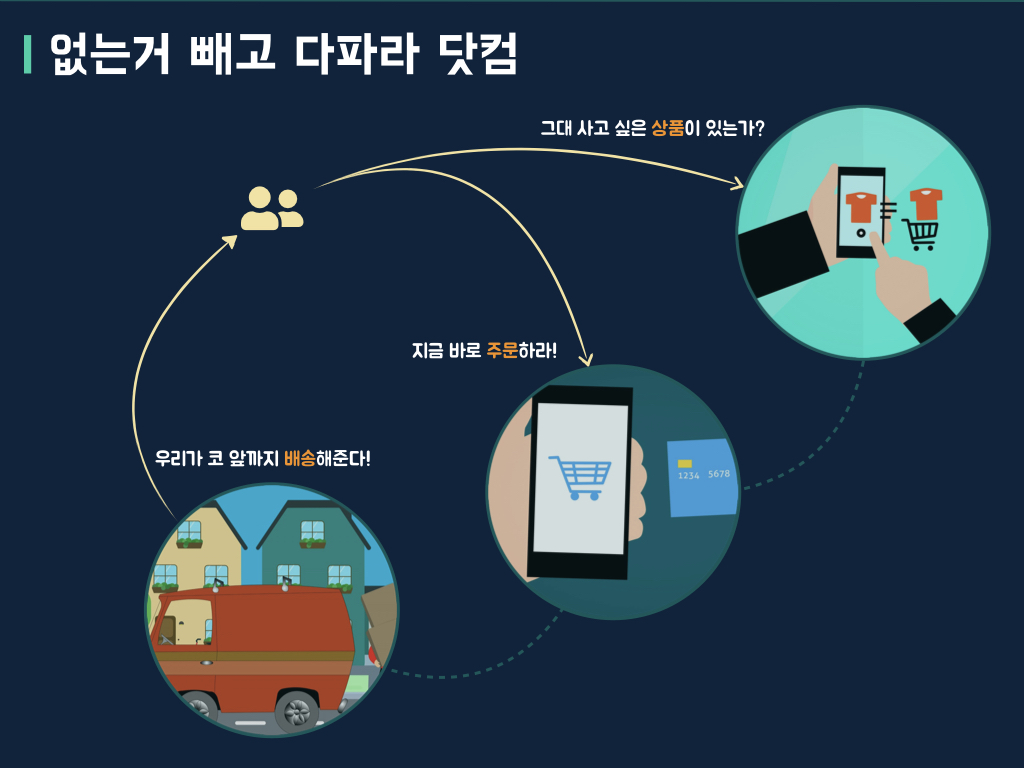 없는거 빼고 다파라 닷컴
그대 사고 싶은 상품이 있는가?
지금 바로 주문하라!
1234 5678
우리가 코 앞까지 배송해준다!